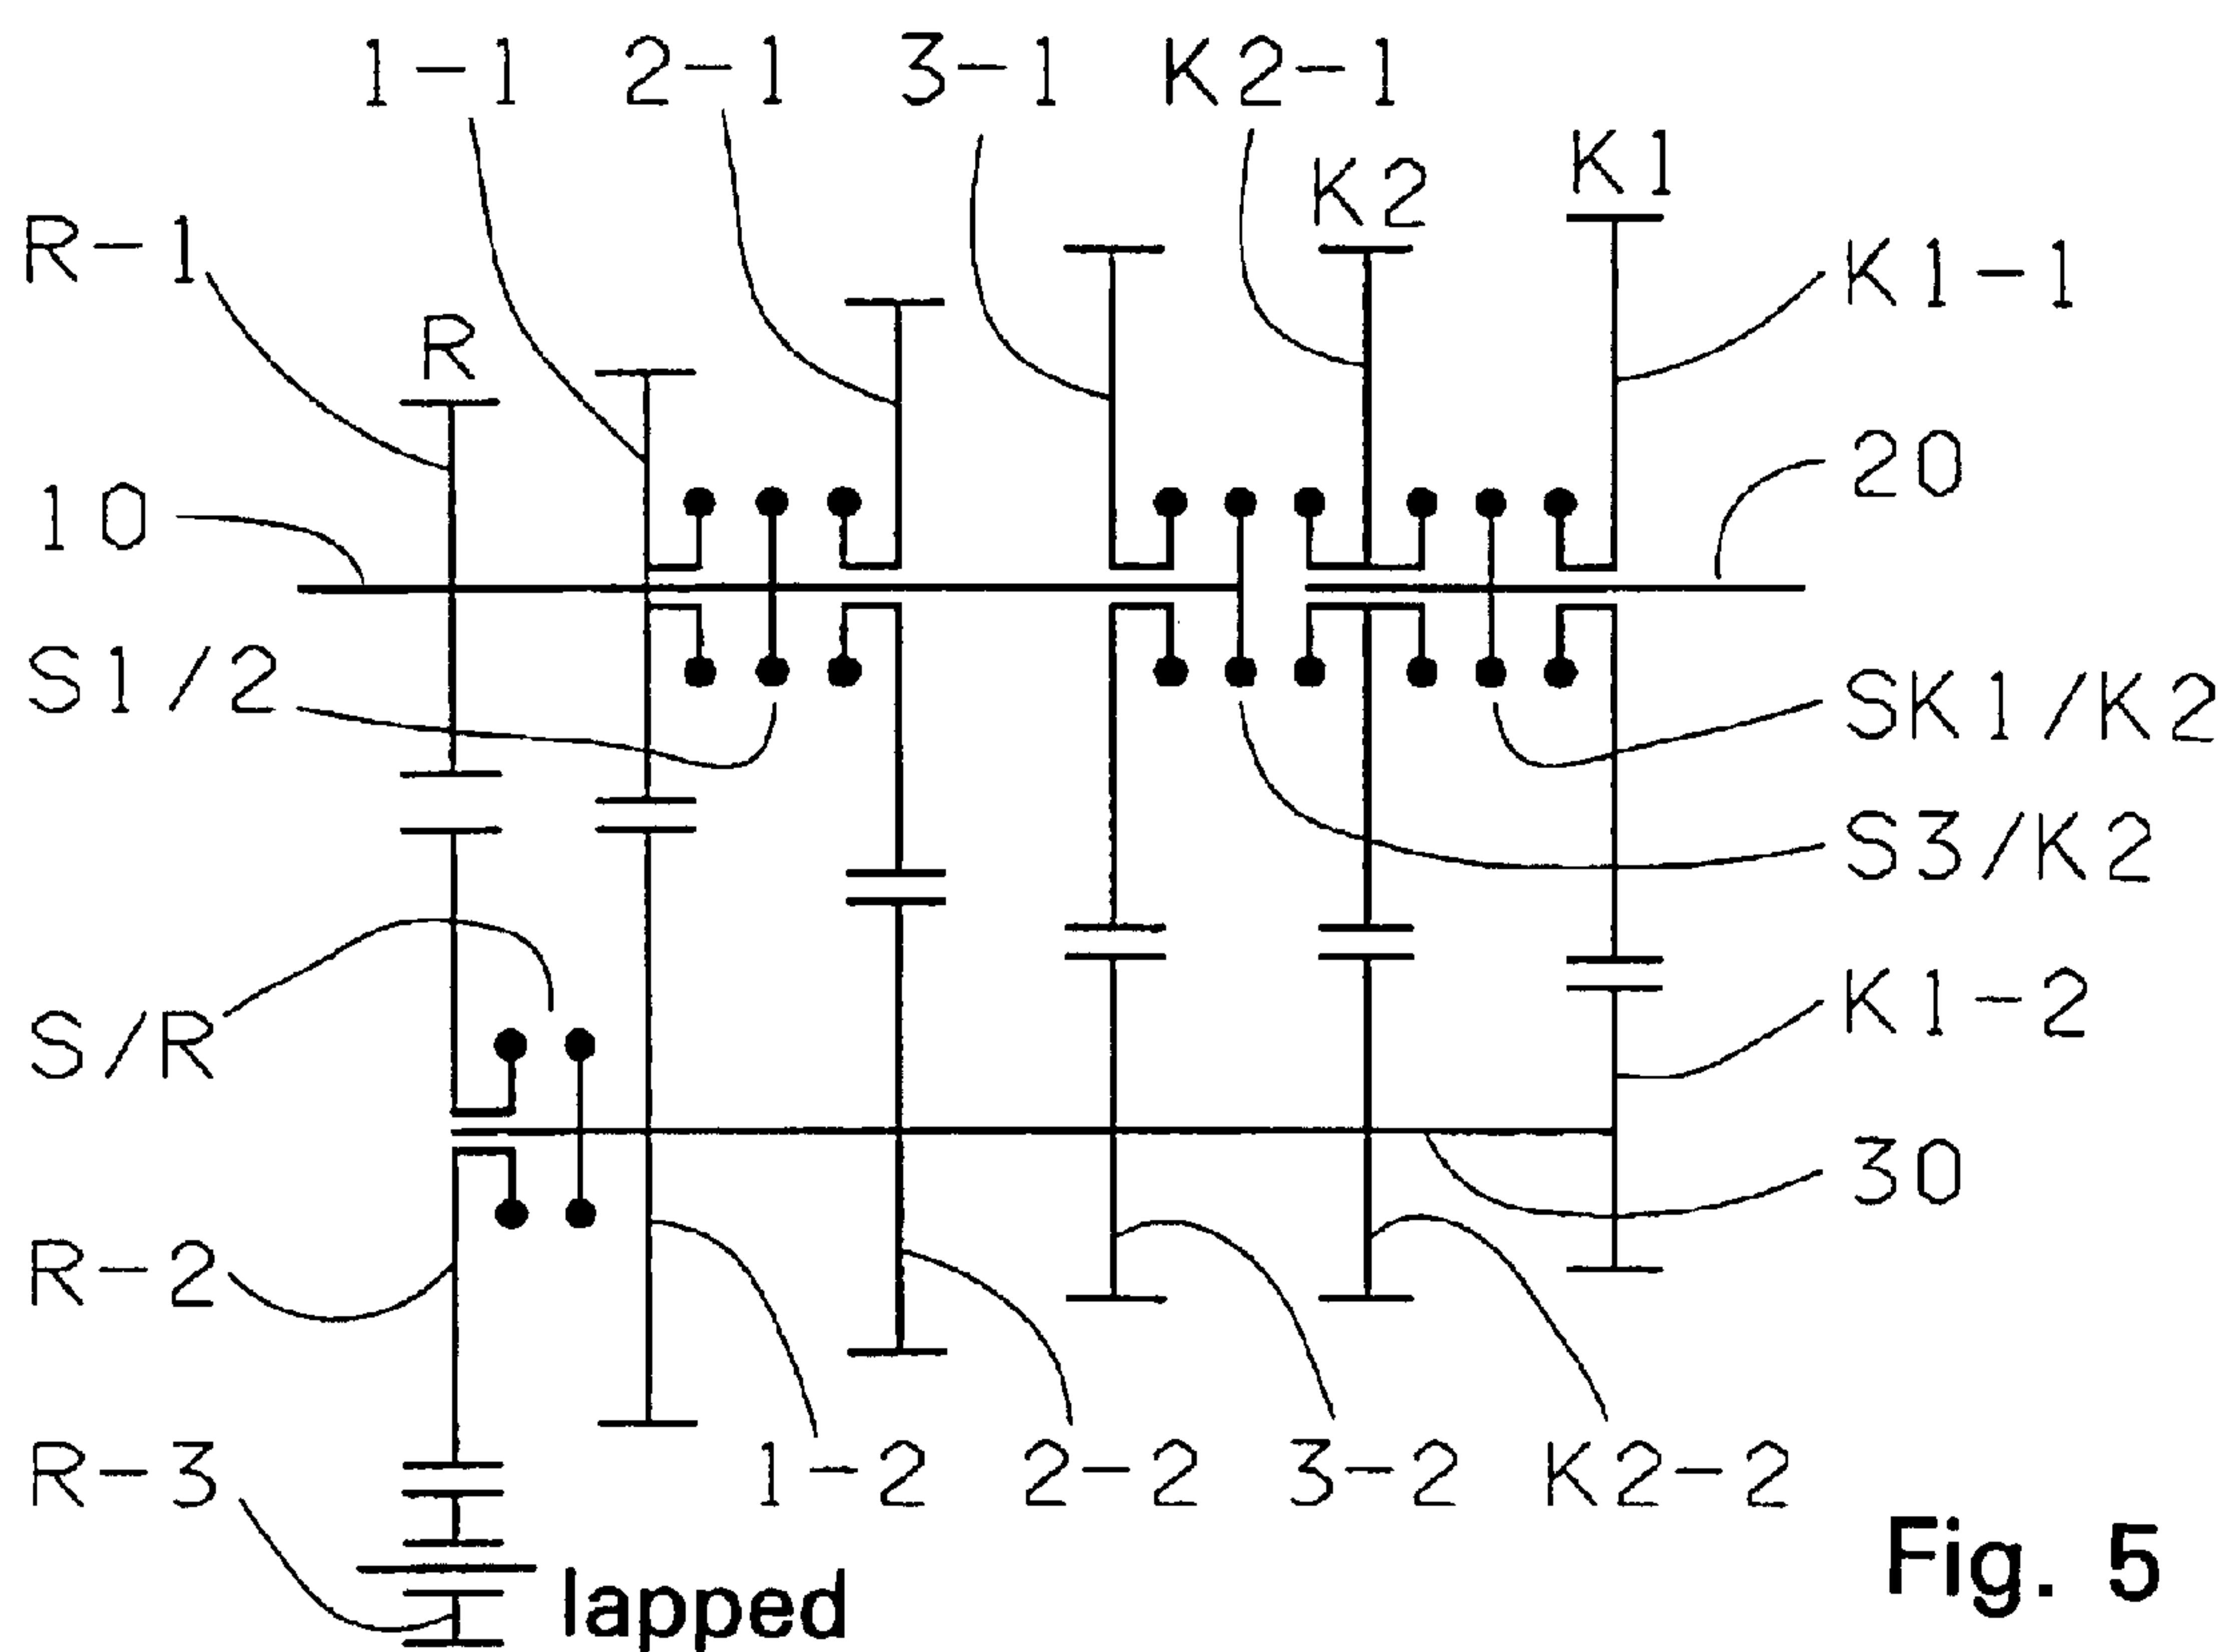 1-1 2-1 3-1 K2-1
K1
K2
R-1
K1-1
R
20
10
S1/2
SK1/K2
S3/K2
K1-2
S/R
30
R-2
R-3
1-2 2-2 3-2 K2-2
Fig. 5
lapped